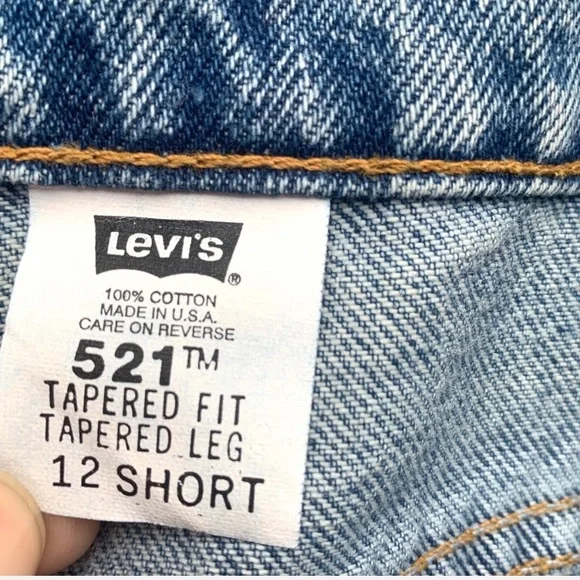 Levi's ®
100% COTTON
MADE IN U.S.A.
CARE ON REVERSE
521™
TAPERED FIT
TAPERED LEG
12 SHORT